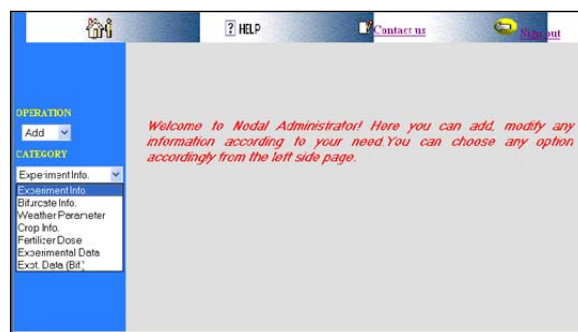 HELP
Contact us
Sign out
OPERATION
Add
CATEGORY
Experiment Info.
Experiment Info.
Bifurcate Info.
Weather Parameter
Crop Info.
Fertilizer Dose
Experimental Data
Expt. Data (Bif.)
Welcome to Nodal Administrator! Here you can add, modify any
information according to your need.You can choose any option
accordingly from the left side page.